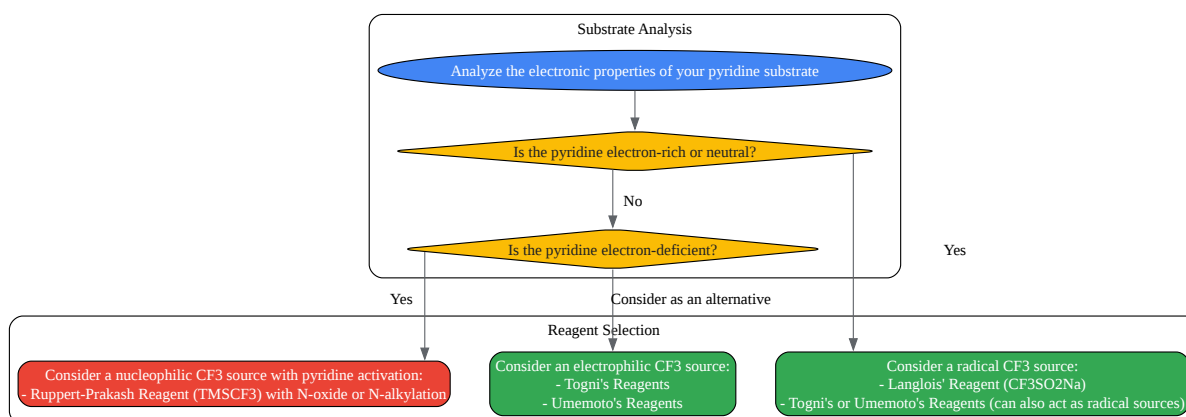 Substrate Analysis
Analyze the electronic properties of your pyridine substrate
Is the pyridine electron-rich or neutral?
No
Is the pyridine electron-deficient?
Yes
Yes
Consider as an alternative
Reagent Selection
Consider a nucleophilic CF3 source with pyridine activation:
- Ruppert-Prakash Reagent (TMSCF3) with N-oxide or N-alkylation
Consider an electrophilic CF3 source:
- Togni's Reagents
- Umemoto's Reagents
Consider a radical CF3 source:
- Langlois' Reagent (CF3SO2Na)
- Togni's or Umemoto's Reagents (can also act as radical sources)